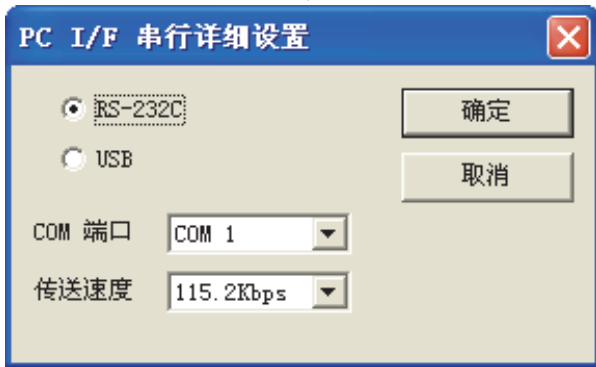 PC I/F 串行详细设置
RS-232C
确定
USB
取消
COM 端口 COM 1
传送速度 115.2Kbps